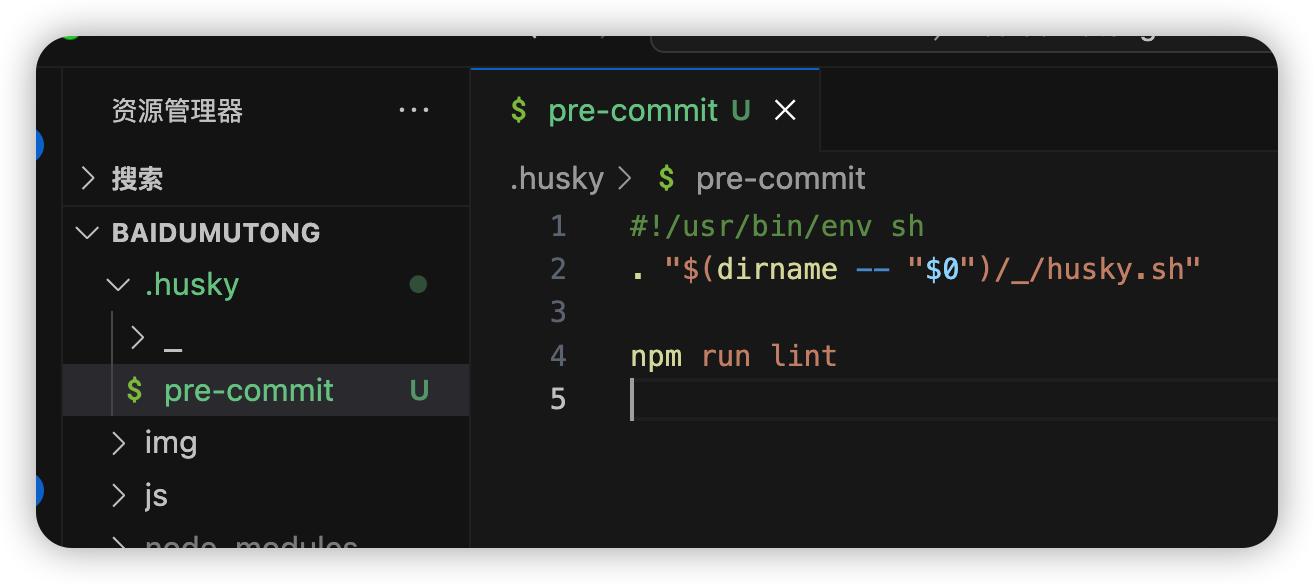 资源管理器 ···
搜索
BAIDUMUTONG
.husky
_
$ pre-commit U
img
js
node_modules
$ pre-commit U
.husky > $ pre-commit
1 #!/usr/bin/env sh
2 . "$(dirname -- "$0")/_/husky.sh"
3
4 npm run lint
5